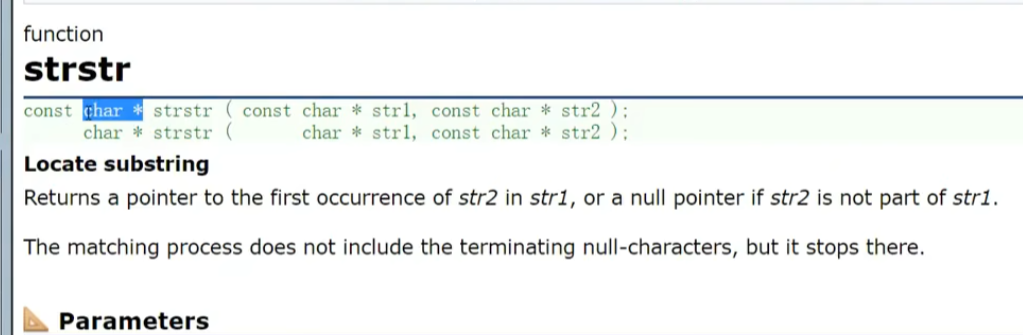 function
strstr
const char * strstr ( const char * str1, const char * str2 );
char * strstr ( char * str1, const char * str2 );
Locate substring
Returns a pointer to the first occurrence of str2 in str1, or a null pointer if str2 is not part of str1.
The matching process does not include the terminating null-characters, but it stops there.
Parameters